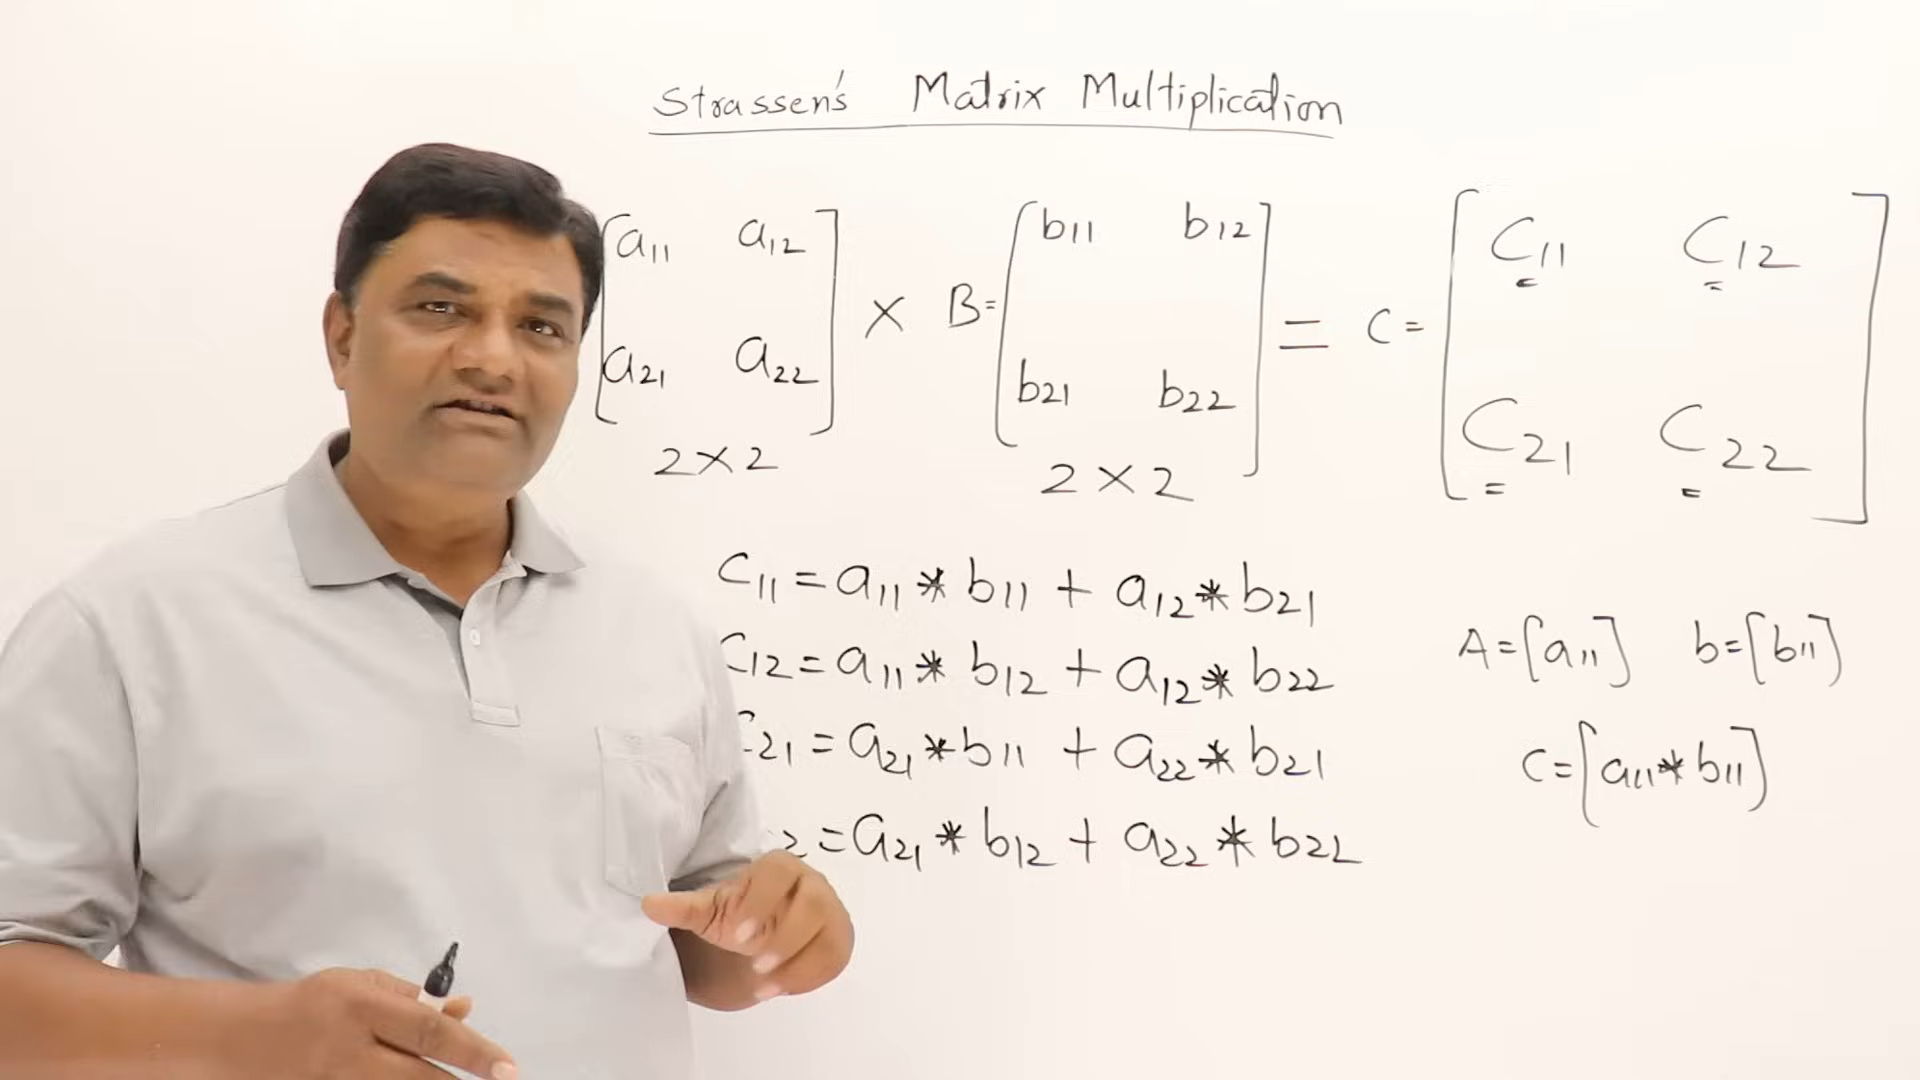 Strassen's Matrix Multiplication
[a11 a12
a21 a22] × B=[b11 b12
b21 b22] = C=[C11 C12
C21 C22]
2×2 2×2
C11=a11*b11+a12*b21
C12=a11*b12+a12*b22
21=a21*b11+a22*b21
2=a21*b12+a22*b22
A=[a11] b=[b11]
C=[a11*b11]